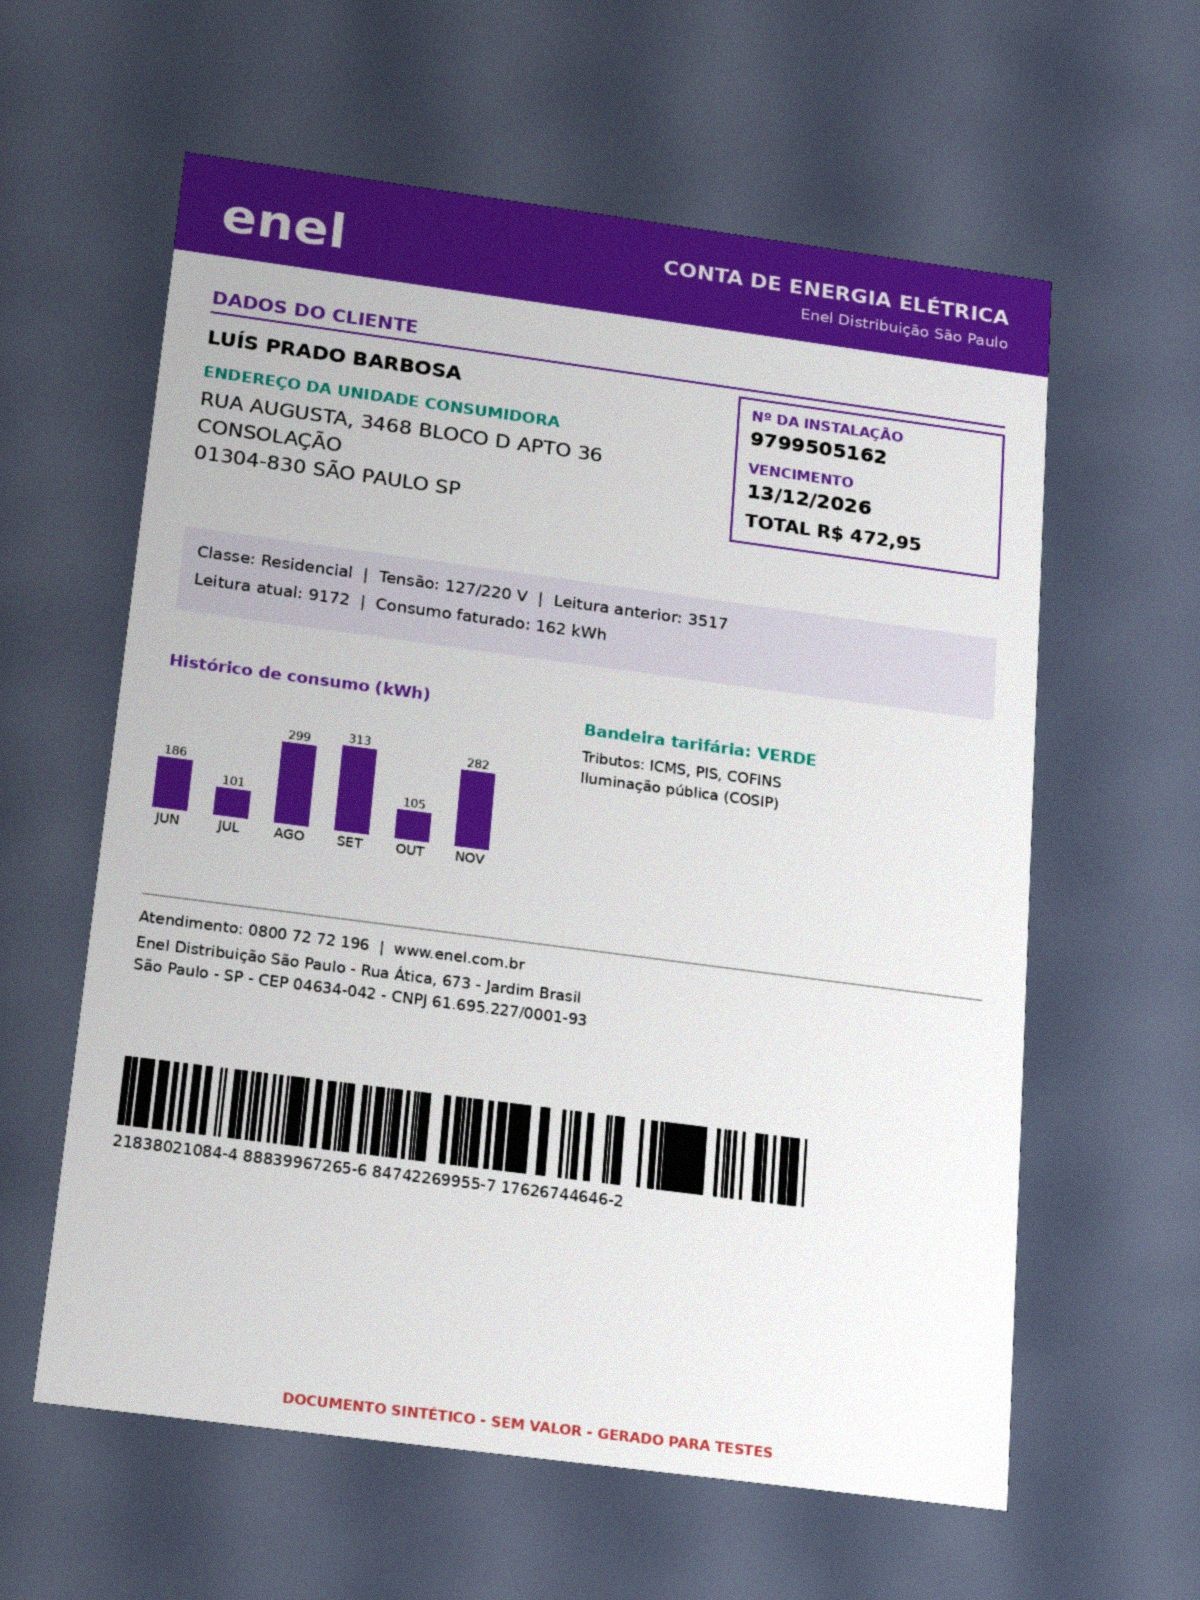 enel
CONTA DE ENERGIA ELÉTRICA
Enel Distribuição São Paulo
DADOS DO CLIENTE
LUÍS PRADO BARBOSA
ENDEREÇO DA UNIDADE CONSUMIDORA
RUA AUGUSTA, 3468 BLOCO D APTO 36
CONSOLAÇÃO
01304-830 SÃO PAULO SP
Nº DA INSTALAÇÃO
9799505162
VENCIMENTO
13/12/2026
TOTAL R$ 472,95
Classe: Residencial | Tensão: 127/220 V | Leitura anterior: 3517
Leitura atual: 9172 | Consumo faturado: 162 kWh
Histórico de consumo (kWh)
186 101 299 313 105 282
JUN JUL AGO SET OUT NOV
Bandeira tarifária: VERDE
Tributos: ICMS, PIS, COFINS
Iluminação pública (COSIP)
Atendimento: 0800 72 72 196 | www.enel.com.br
Enel Distribuição São Paulo - Rua Ática, 673 - Jardim Brasil
São Paulo - SP - CEP 04634-042 - CNPJ 61.695.227/0001-93
21838021084-4 88839967265-6 84742269955-7 17626744646-2
DOCUMENTO SINTÉTICO - SEM VALOR - GERADO PARA TESTES